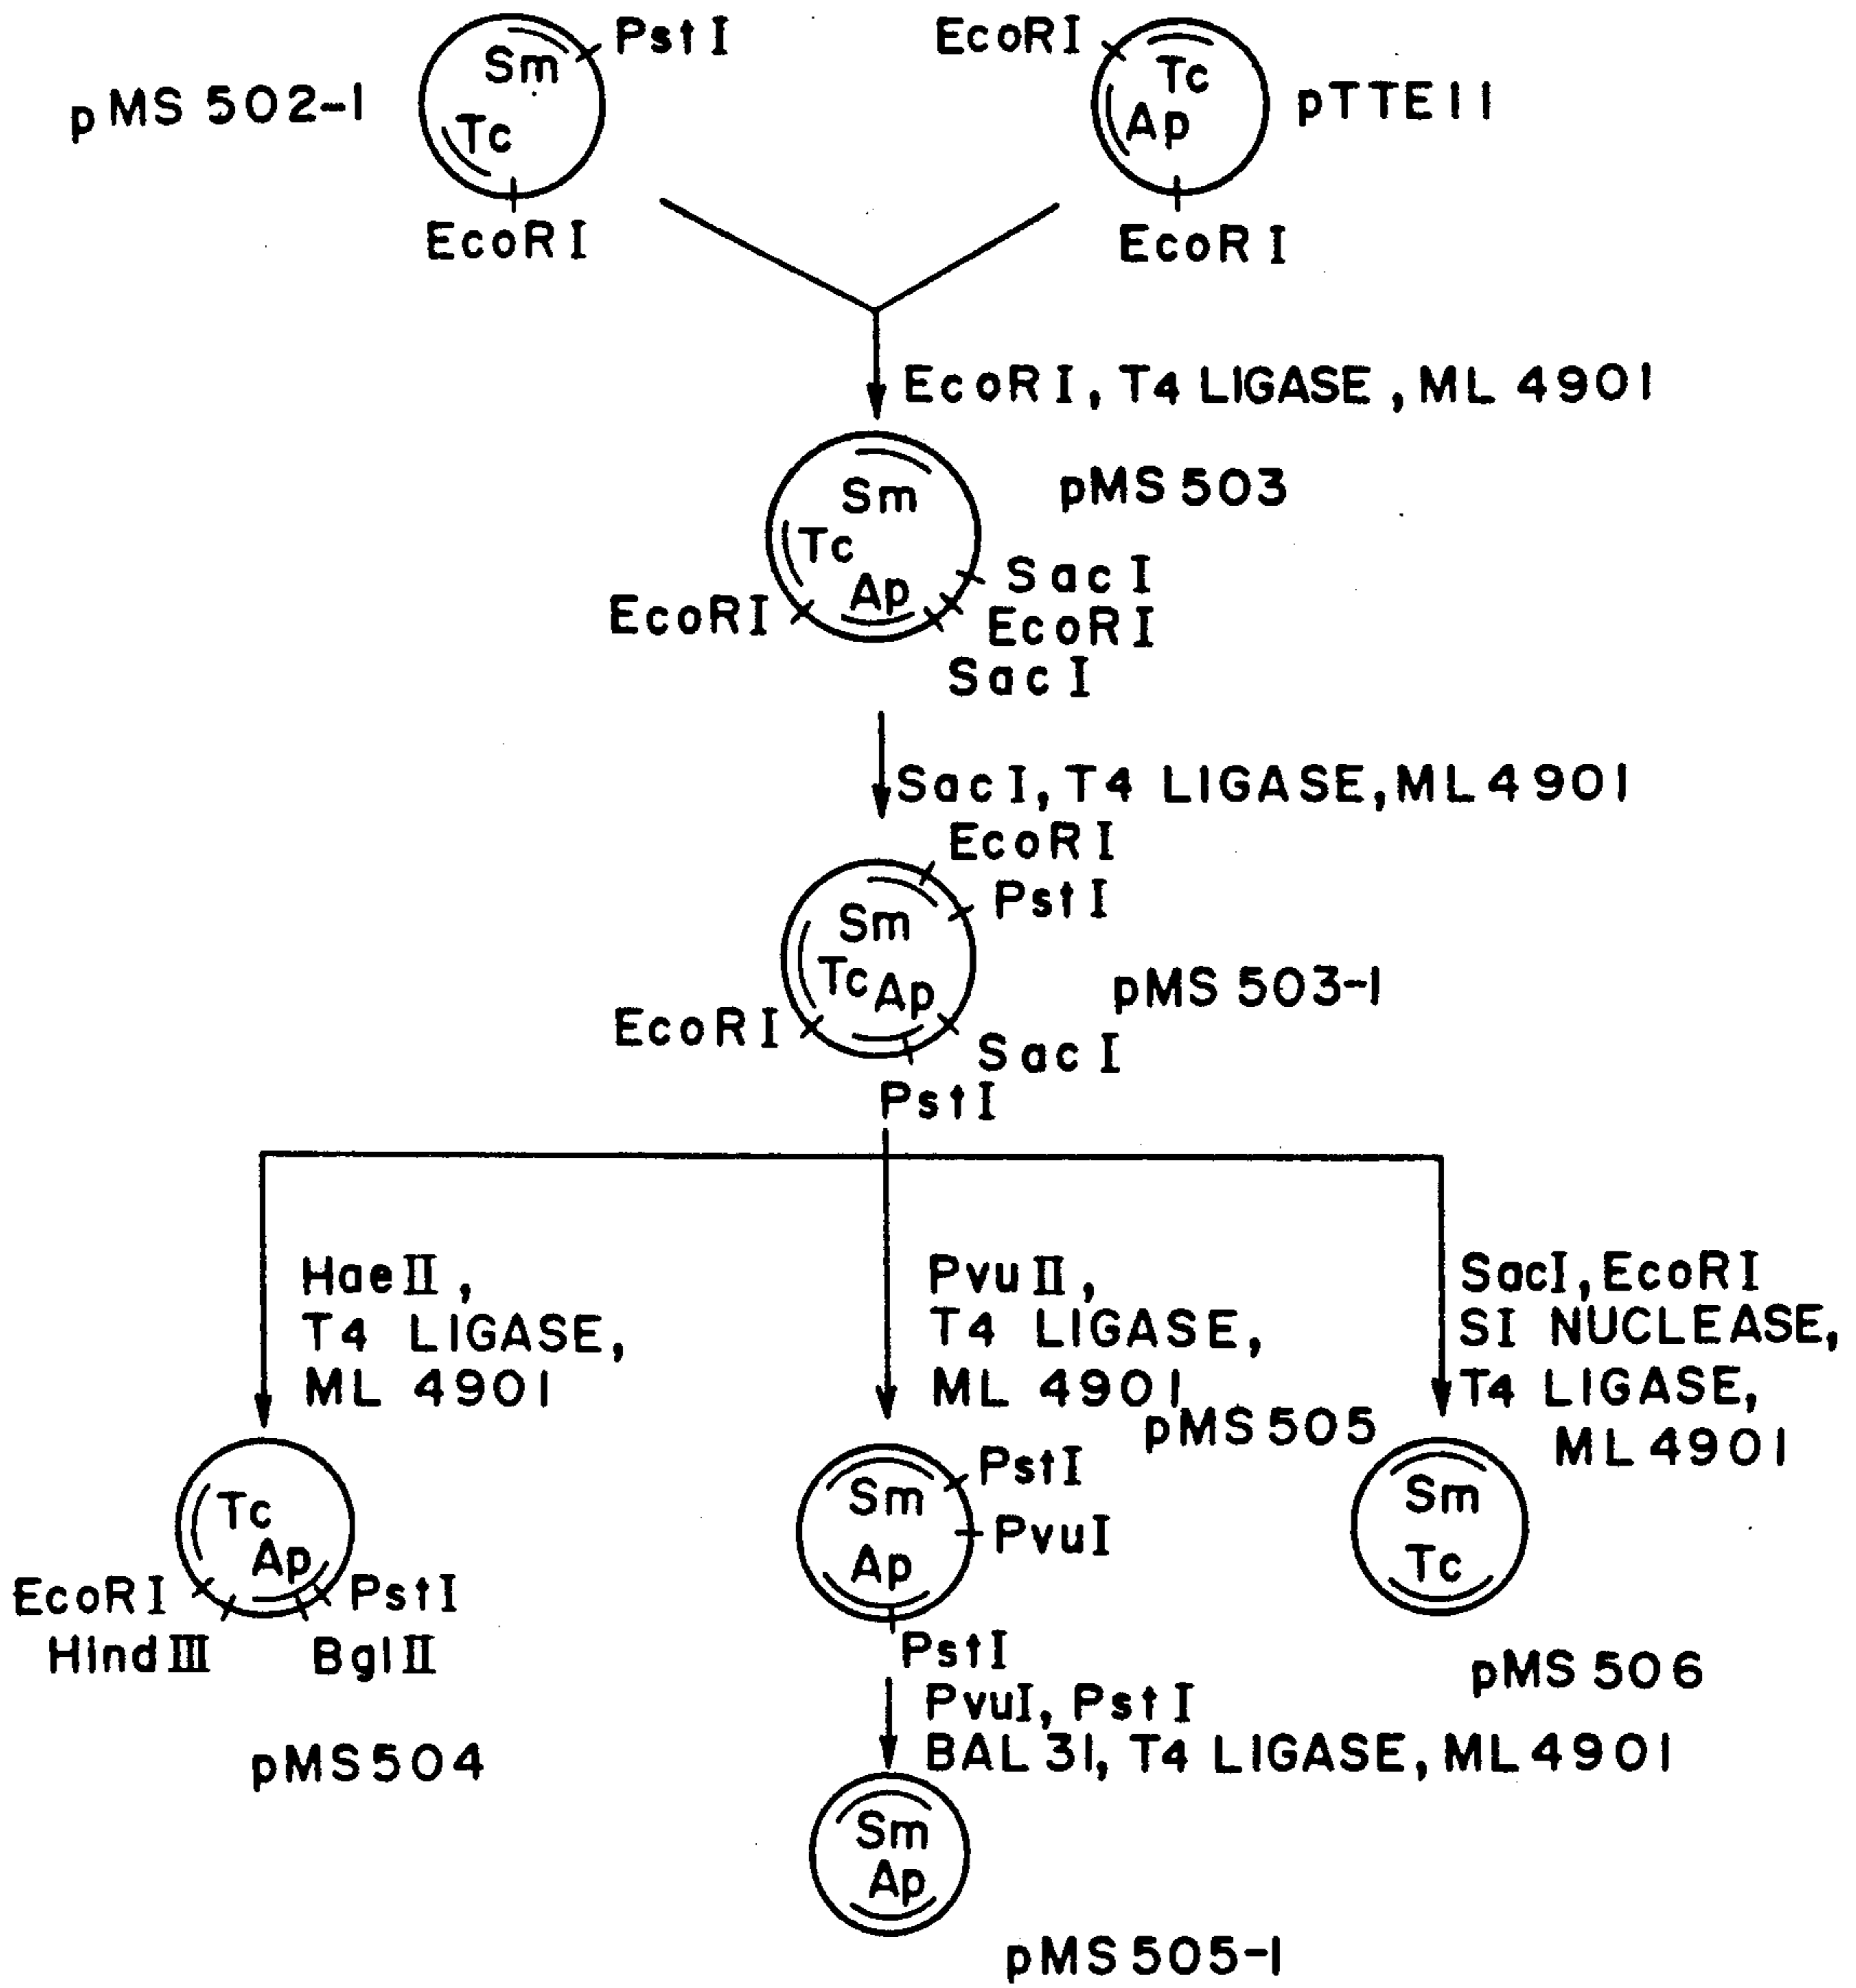 PstI
Sm
Tc
pMS 502-1
EcoRI
EcoRI
Tc
Ap
pTTE11
EcoRI
EcoRI, T4 LIGASE, ML 4901
pMS 503
Sm
Tc
Ap
SacI
EcoRI
EcoRI
SacI
SacI, T4 LIGASE, ML 4901
EcoRI
PstI
Sm
Tc Ap
pMS 503-1
EcoRI
SacI
PstI
HaeII,
T4 LIGASE,
ML 4901
PvuII,
T4 LIGASE,
ML 4901
SacI, EcoRI
SI NUCLEASE,
T4 LIGASE,
ML 4901
Tc
Ap
EcoRI
PstI
HindIII
BglII
pMS 504
pMS 505
PstI
Sm
PvuI
Ap
PstI
Sm
Tc
pMS 506
PvuI, PstI
BAL 31, T4 LIGASE, ML 4901
Sm
Ap
pMS 505-1